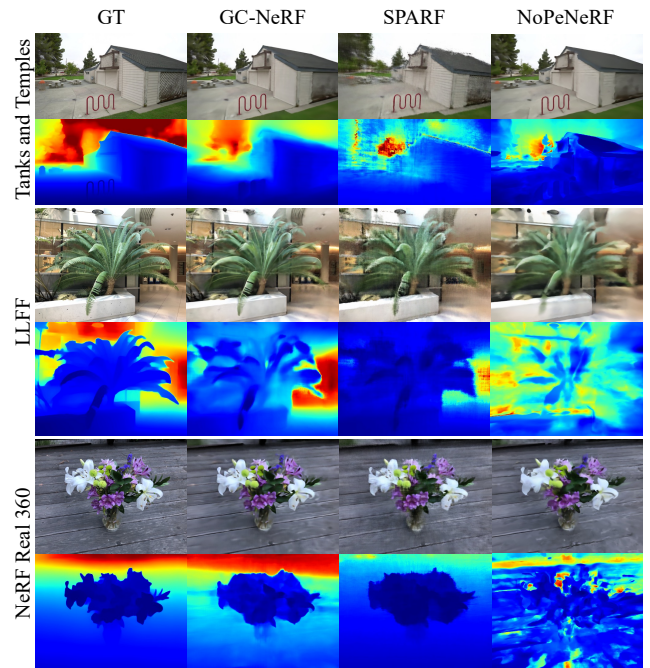 GT GC-NeRF SPARF NoPeNeRF
Tanks and Temples
LLFF
NeRF Real 360